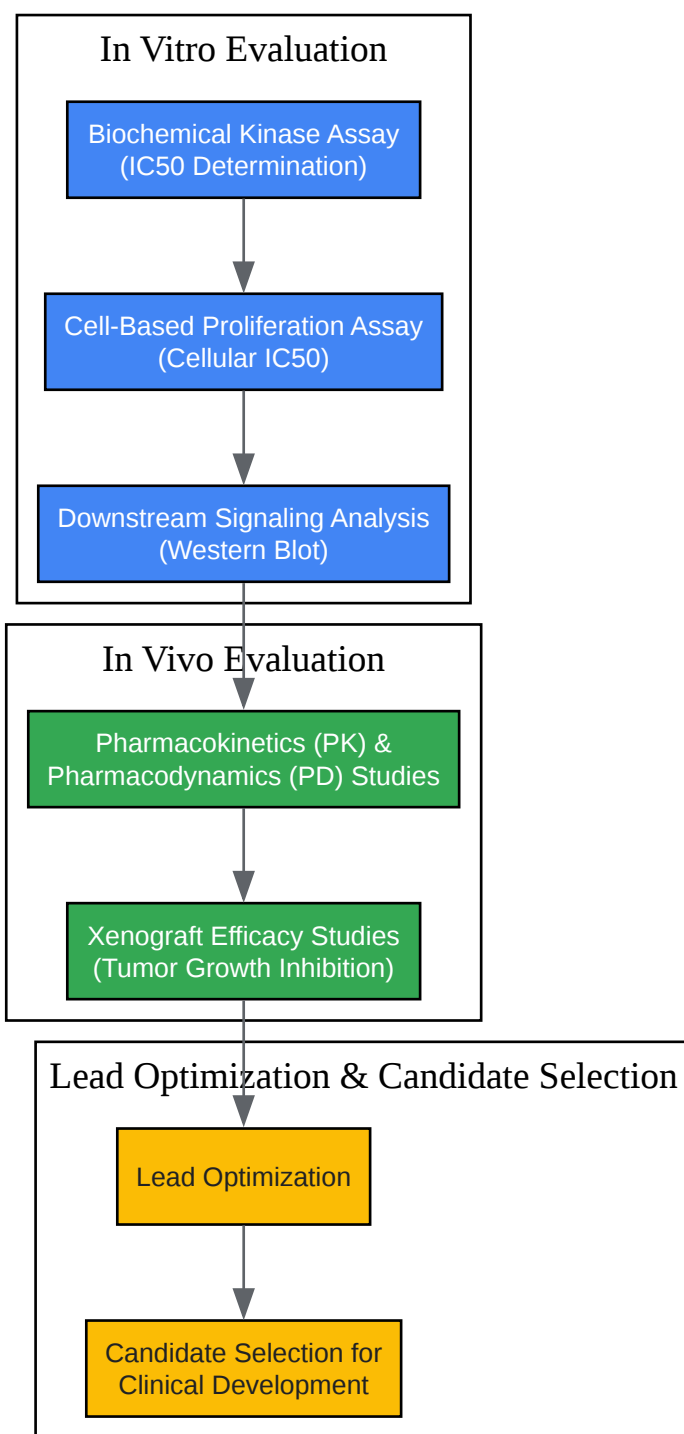 In Vitro Evaluation
Biochemical Kinase Assay
(IC50 Determination)
Cell-Based Proliferation Assay
(Cellular IC50)
Downstream Signaling Analysis
(Western Blot)
In Vivo Evaluation
Pharmacokinetics (PK) &
Pharmacodynamics (PD) Studies
Xenograft Efficacy Studies
(Tumor Growth Inhibition)
Lead Optimization & Candidate Selection
Lead Optimization
Candidate Selection for
Clinical Development